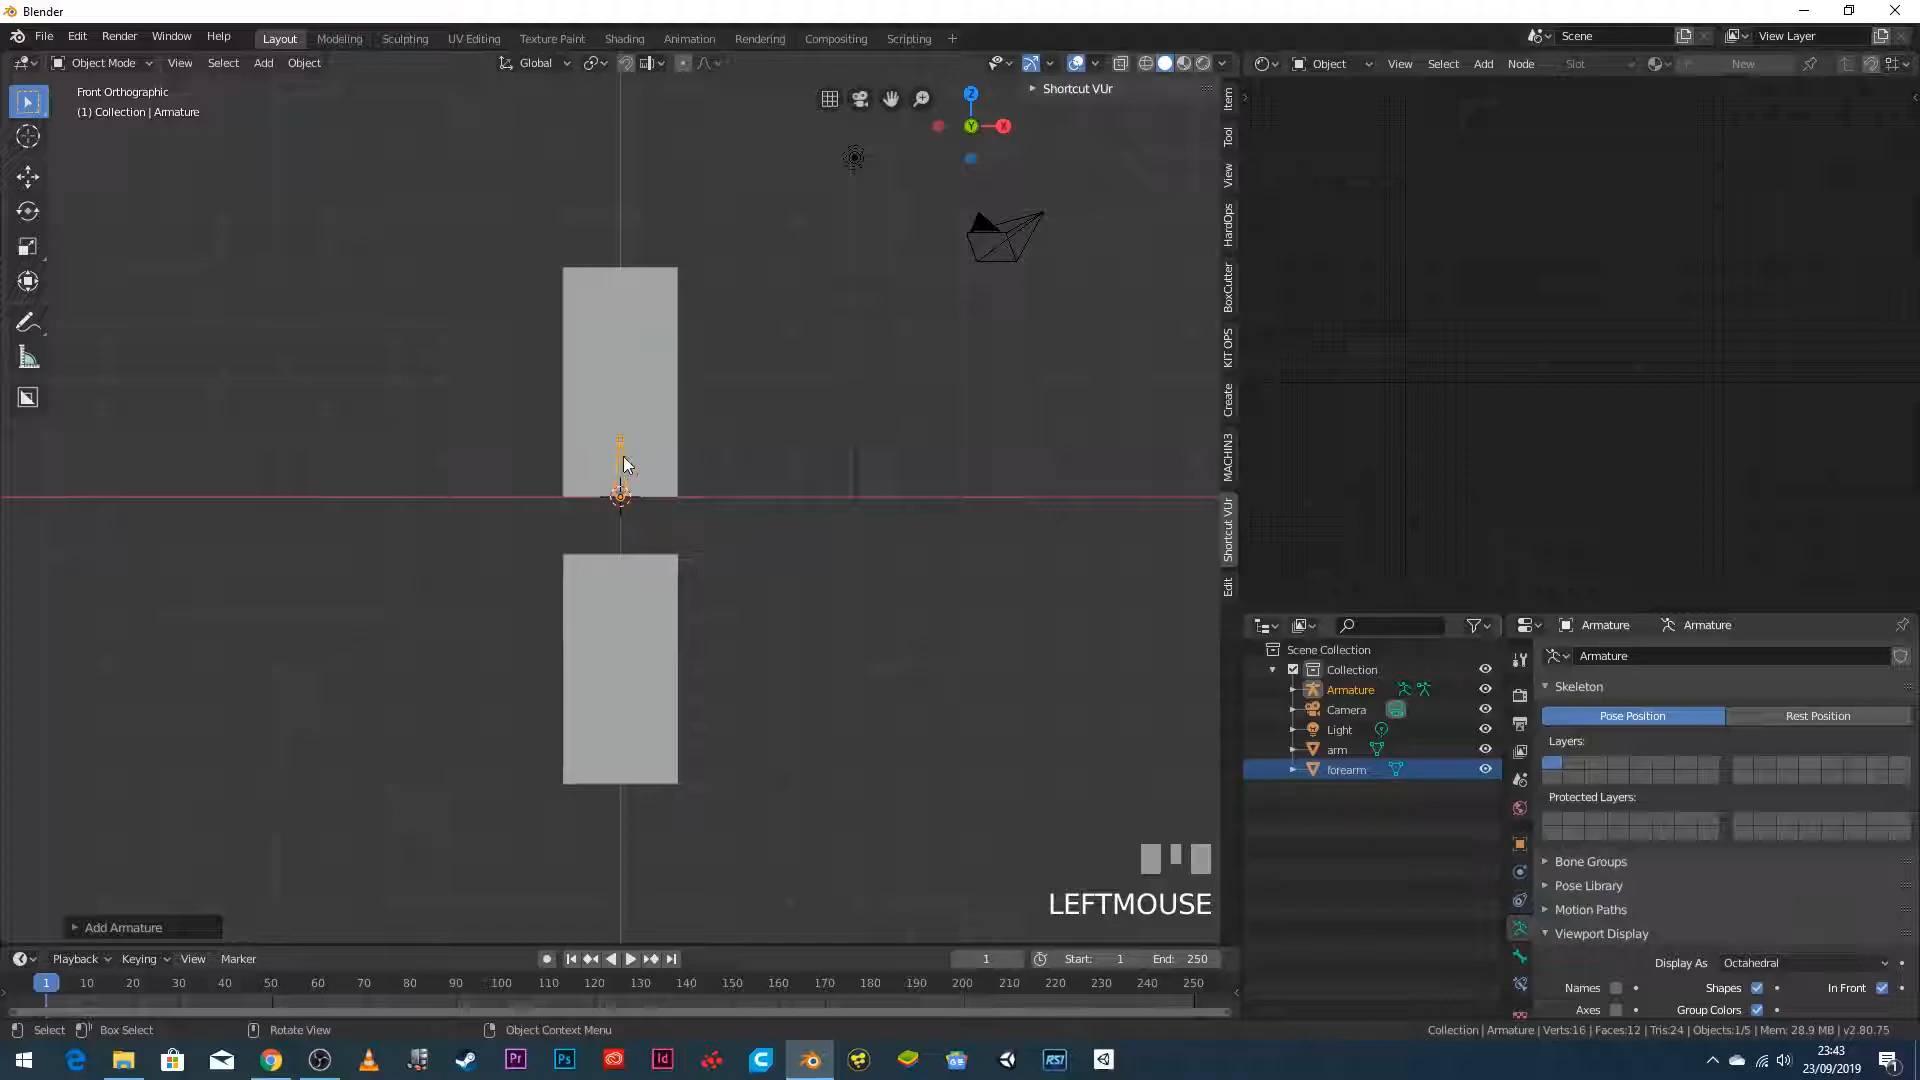 Blender
File Edit Render Window Help
Layout Modeling Sculpting UV Editing Texture Paint Shading Animation Rendering Compositing Scripting +
Scene
View Layer
Object Mode View Select Add Object
Global
Object View Select Add Node Slot New
Front Orthographic
(1) Collection | Armature
Shortcut VUr
Z
Y
X
Item
Tool
View
HardOps
BoxCutter
KIT OPS
Create
MACHIN3
Shortcut VUr
Edit
LEFTMOUSE
Add Armature
Scene Collection
Collection
Armature
Camera
Light
arm
forearm
Armature Armature
Armature
Skeleton
Pose Position Rest Position
Layers:
Protected Layers:
Bone Groups
Pose Library
Motion Paths
Viewport Display
Display As Octahedral
Names Shapes In Front
Axes Group Colors
Playback Keying View Marker
1 Start: 1 End: 250
1 10 20 30 40 50 60 70 80 90 100 110 120 130 140 150 160 170 180 190 200 210 220 230 240 250
Select Box Select Rotate View Object Context Menu
Collection | Armature | Verts:16 | Faces:12 | Tris:24 | Objects:1/5 | Mem: 28.9 MB | v2.80.75
Pr Ps Id RSI
23:43
23/09/2019